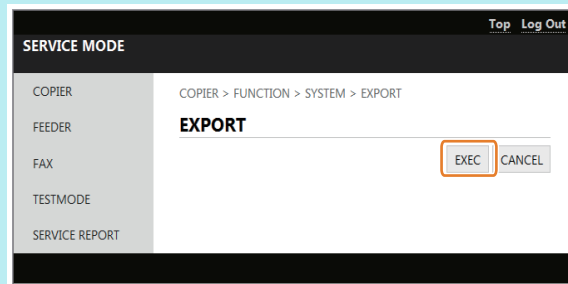 Top Log Out
SERVICE MODE
COPIER
FEEDER
FAX
TESTMODE
SERVICE REPORT
COPIER > FUNCTION > SYSTEM > EXPORT
EXPORT
EXEC CANCEL